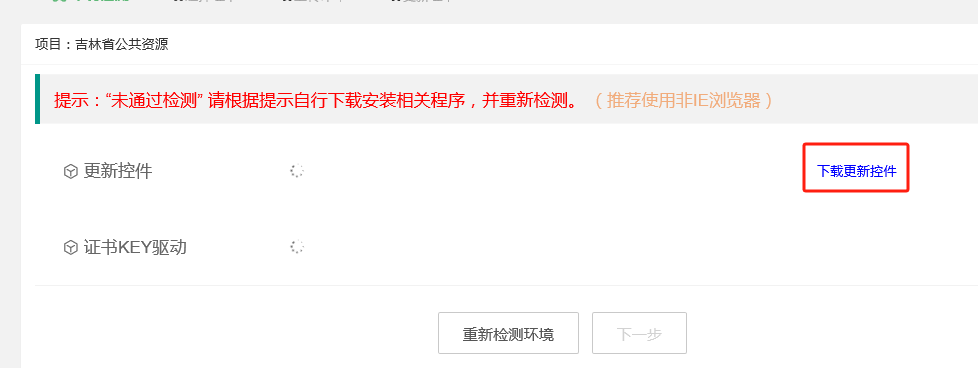 项目：吉林省公共资源
提示：“未通过检测” 请根据提示自行下载安装相关程序，并重新检测。 （推荐使用非IE浏览器）
更新控件 下载更新控件
证书KEY驱动
重新检测环境 下一步